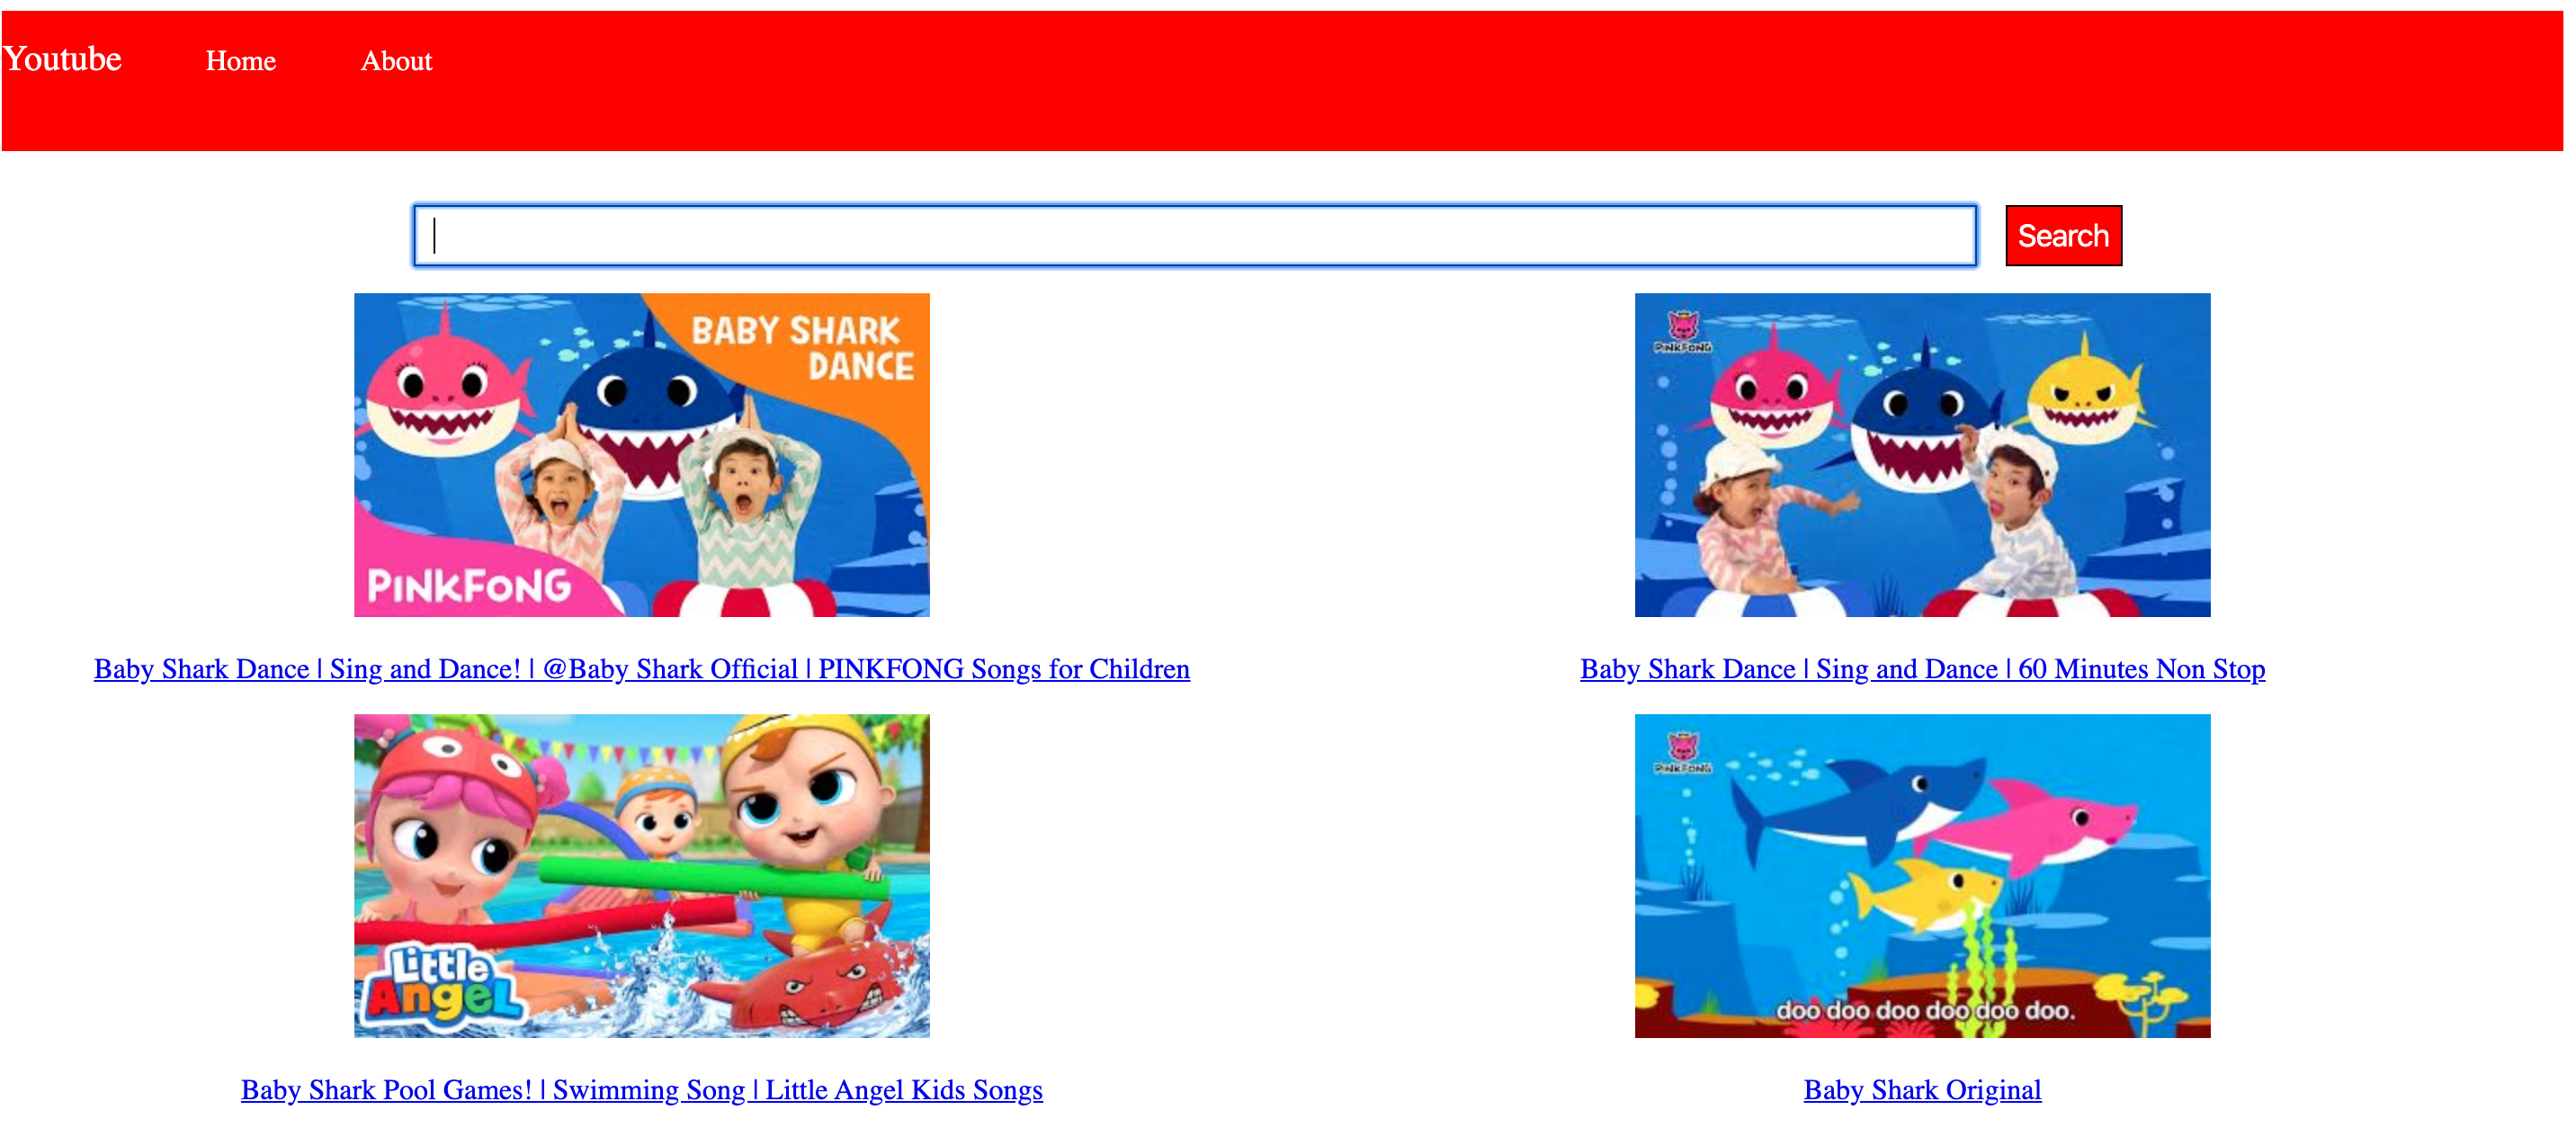 Youtube Home About
Search
BABY SHARK
DANCE
PINKFONG
PINKFONG
Baby Shark Dance | Sing and Dance! | @Baby Shark Official | PINKFONG Songs for Children
Baby Shark Dance | Sing and Dance | 60 Minutes Non Stop
Little
Angel
PINKFONG
doo doo doo doo doo doo.
Baby Shark Pool Games! | Swimming Song | Little Angel Kids Songs
Baby Shark Original